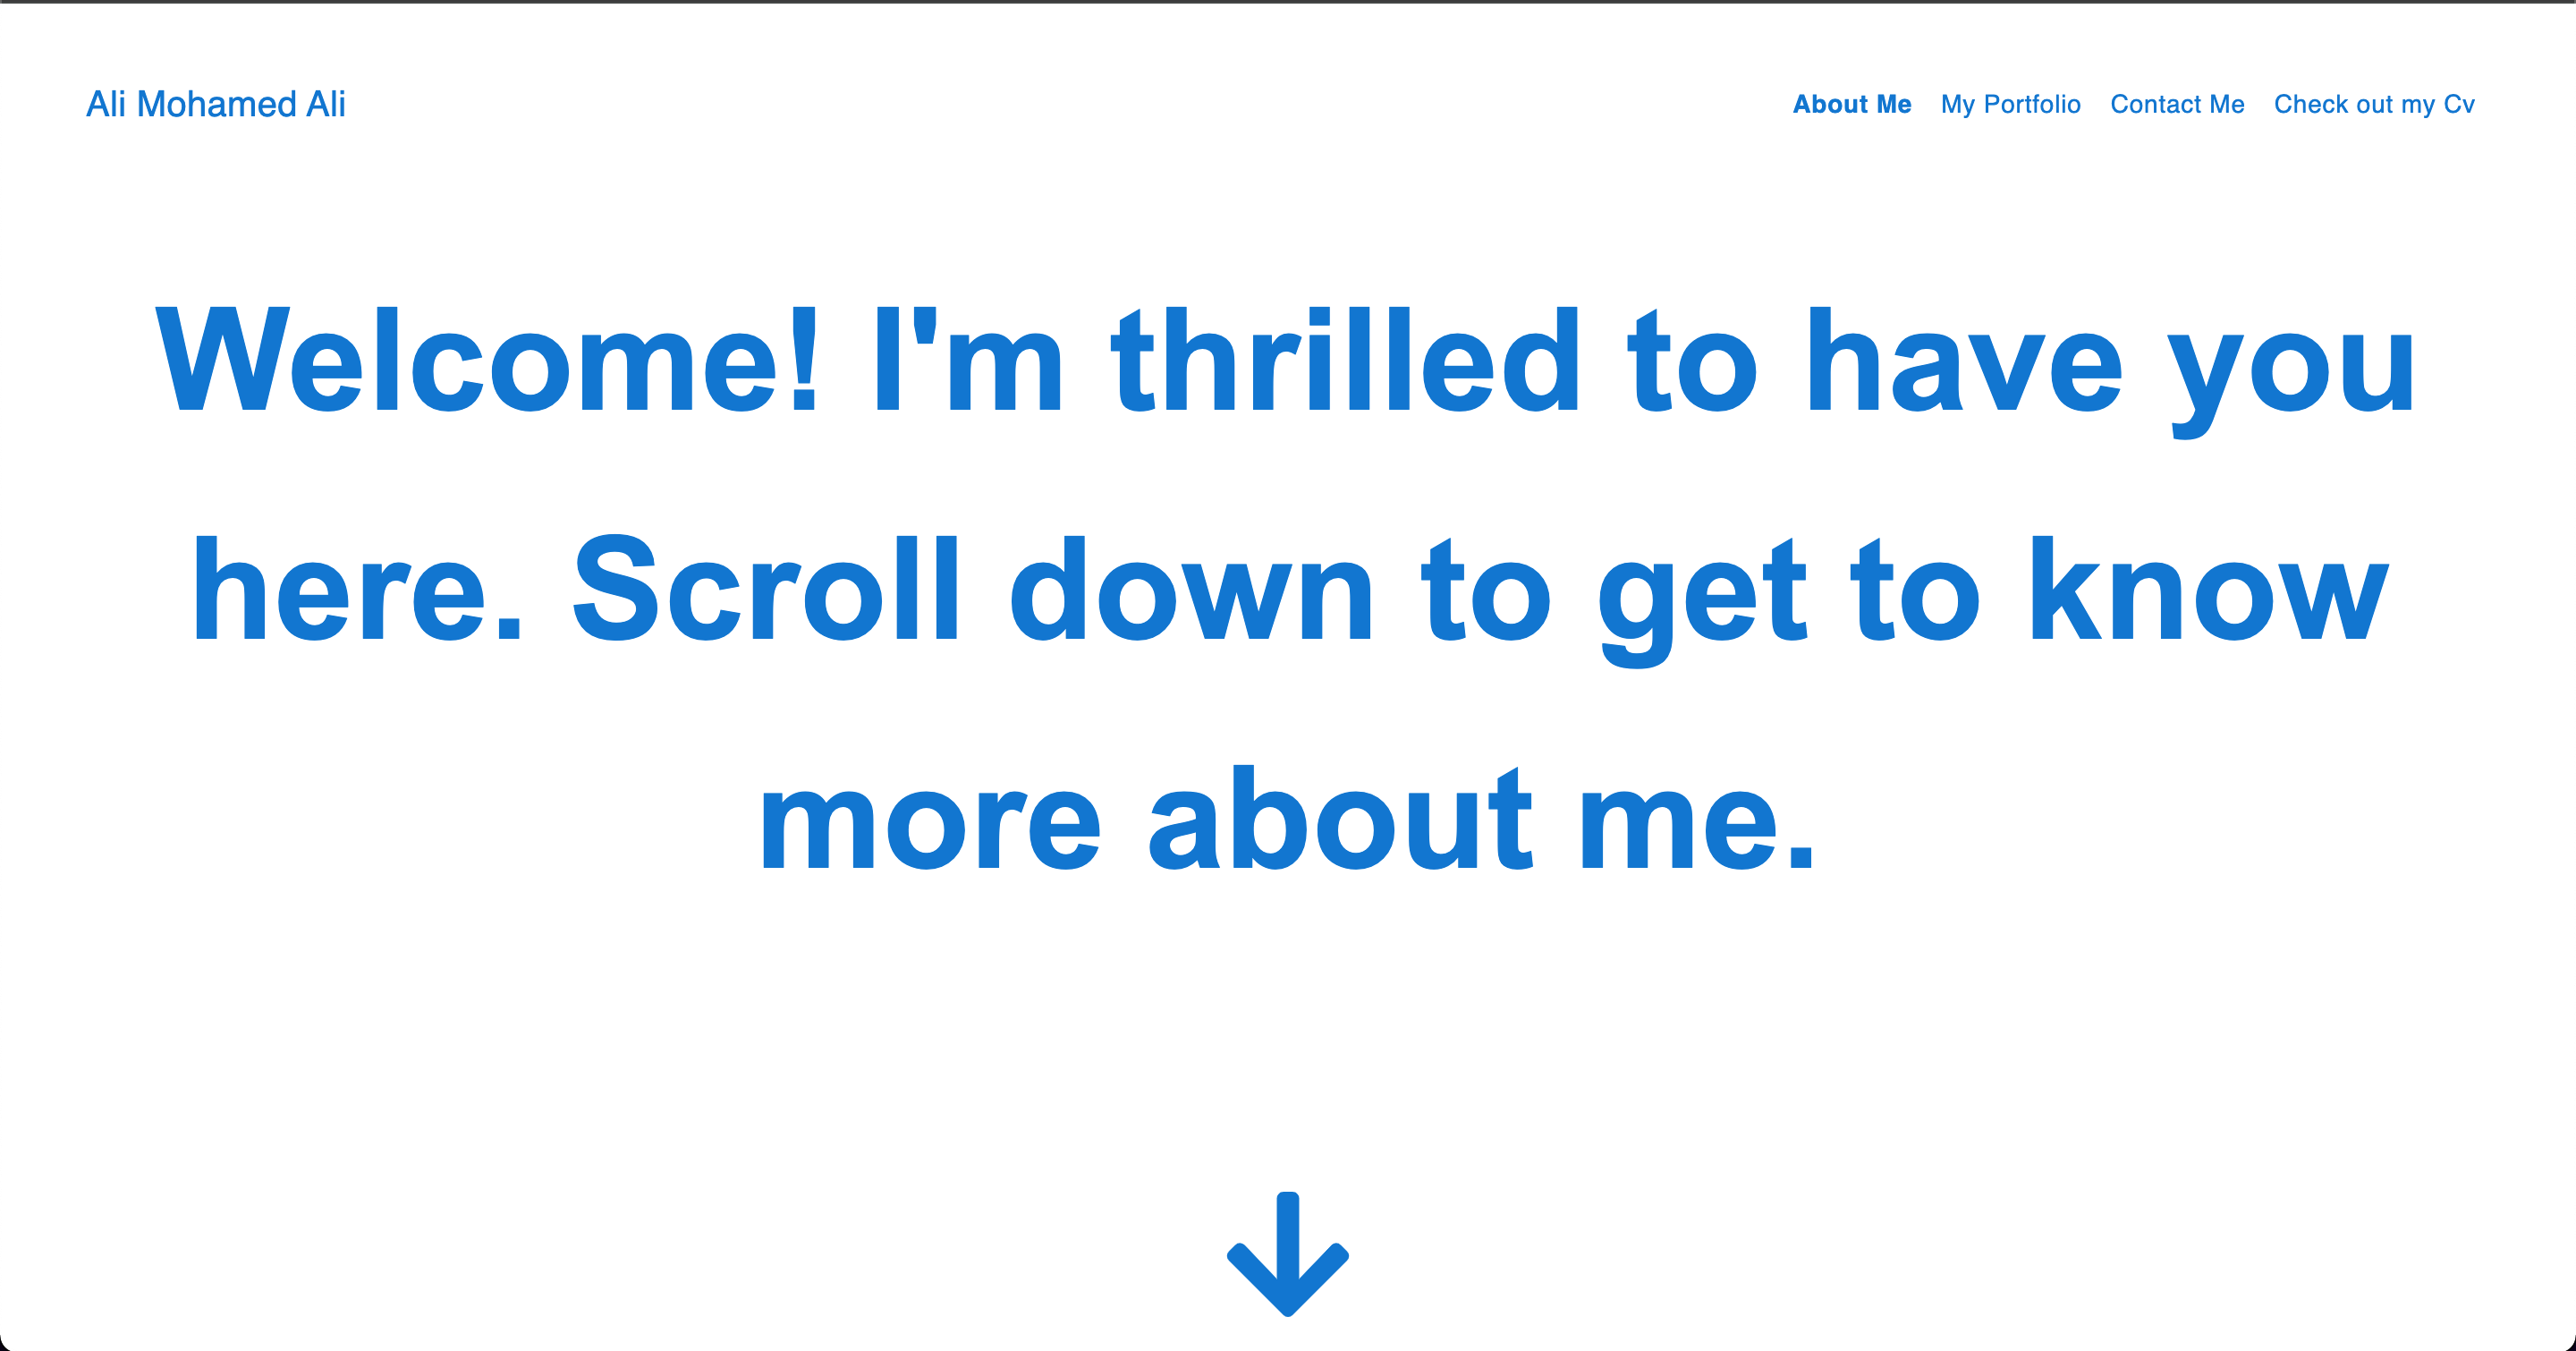 Ali Mohamed Ali
About Me My Portfolio Contact Me Check out my Cv
Welcome! I'm thrilled to have you
here. Scroll down to get to know
more about me.